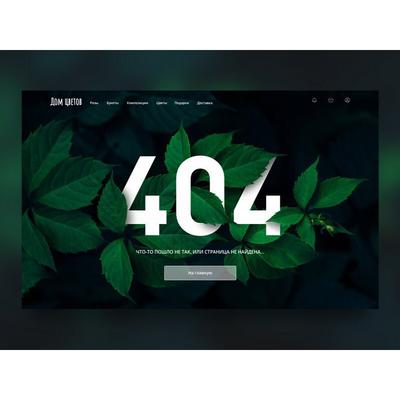 Дом цветов Розы Букеты Композиции Цветы Подарки Доставка
404
ЧТО-ТО ПОШЛО НЕ ТАК, ИЛИ СТРАНИЦА НЕ НАЙДЕНА...
На главную